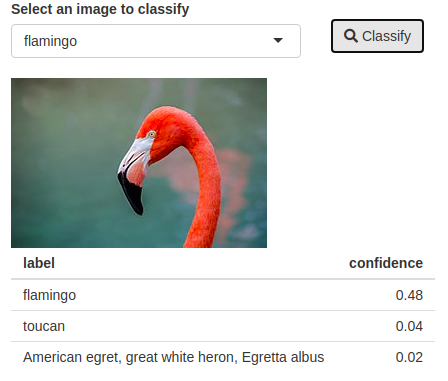 Select an image to classify
flamingo
Classify
label confidence
flamingo 0.48
toucan 0.04
American egret, great white heron, Egretta albus 0.02